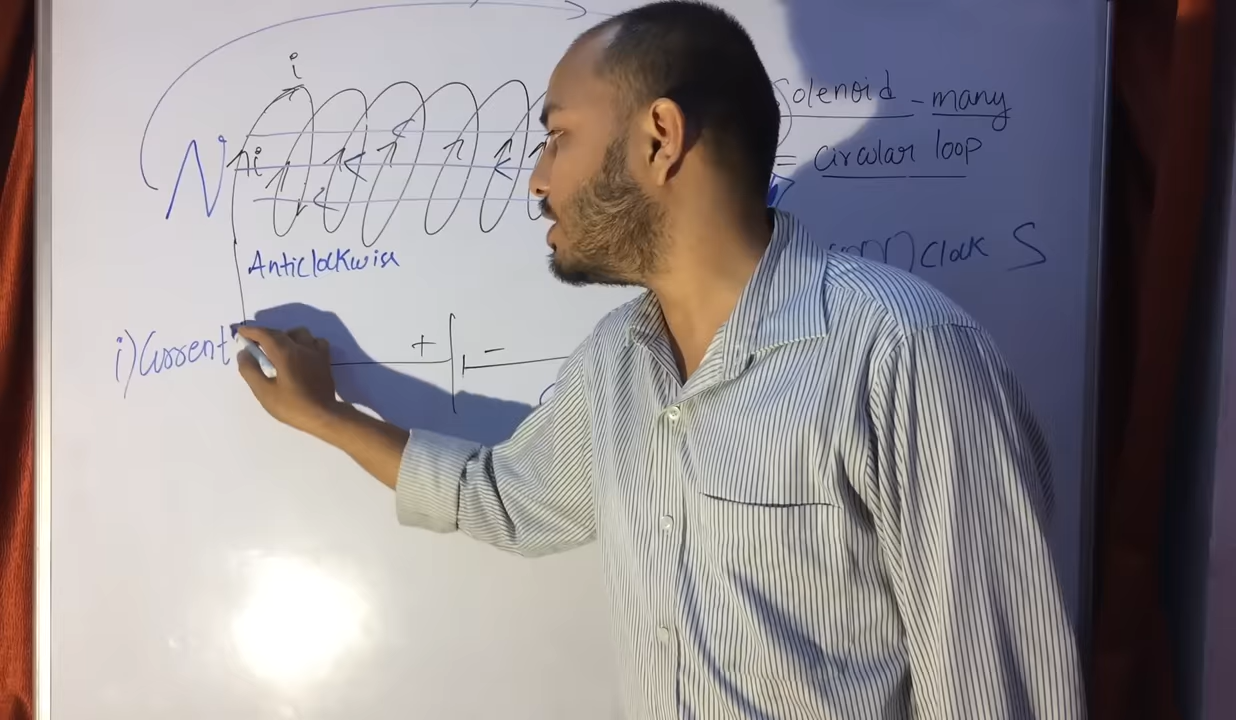 i
Solenoid - many
= circular loop
N
i
Anticlockwise
clock S
i) Current
+ -